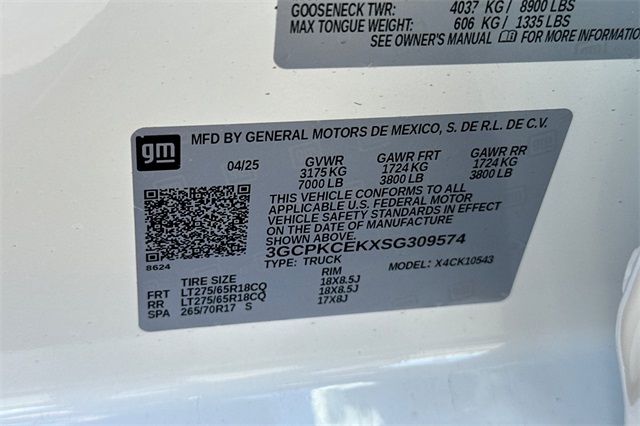 GOOSENECK TWR: 4037 KG / 8900 LBS
MAX TONGUE WEIGHT: 606 KG / 1335 LBS
SEE OWNER'S MANUAL FOR MORE INFORMATION
gm
MFD BY GENERAL MOTORS DE MEXICO, S. DE R.L. DE C.V.
04/25 GVWR GAWR FRT GAWR RR
3175 KG 1724 KG 1724 KG
7000 LB 3800 LB 3800 LB
THIS VEHICLE CONFORMS TO ALL
APPLICABLE U.S. FEDERAL MOTOR
VEHICLE SAFETY STANDARDS IN EFFECT
ON THE DATE OF MANUFACTURE
SHOWN ABOVE.
3GCPKCEKXSG309574
8624
TYPE: TRUCK MODEL: X4CK10543
TIRE SIZE RIM
FRT LT275/65R18CQ 18X8.5J
RR LT275/65R18CQ 18X8.5J
SPA 265/70R17 S 17X8J